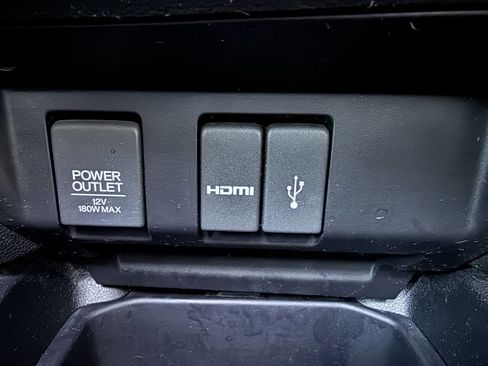 POWER
OUTLET
12V
180W MAX
HDMI